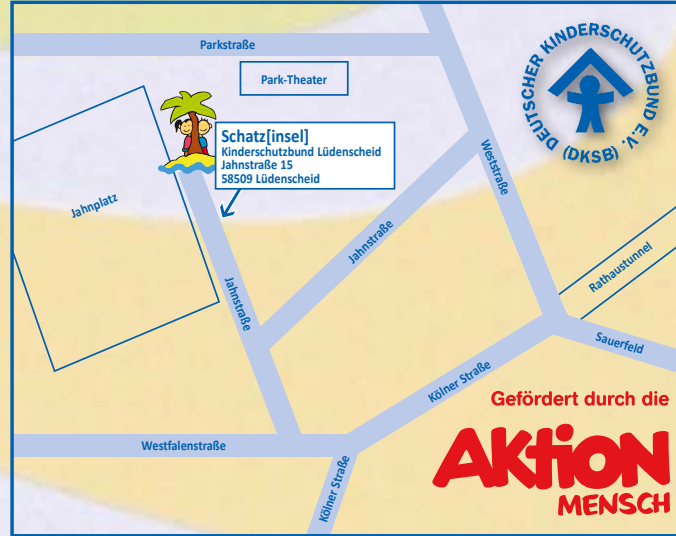 Parkstraße
Park-Theater
DEUTSCHER KINDERSCHUTZBUND E.V.
(DKSB)
Schatz[insel]
Kinderschutzbund Lüdenscheid
Jahnstraße 15
58509 Lüdenscheid
Weststraße
Jahnplatz
Jahnstraße
Jahnstraße
Rathaustunnel
Sauerfeld
Kölner Straße
Gefördert durch die
AKTION
MENSCH
Westfalenstraße
Kölner Straße